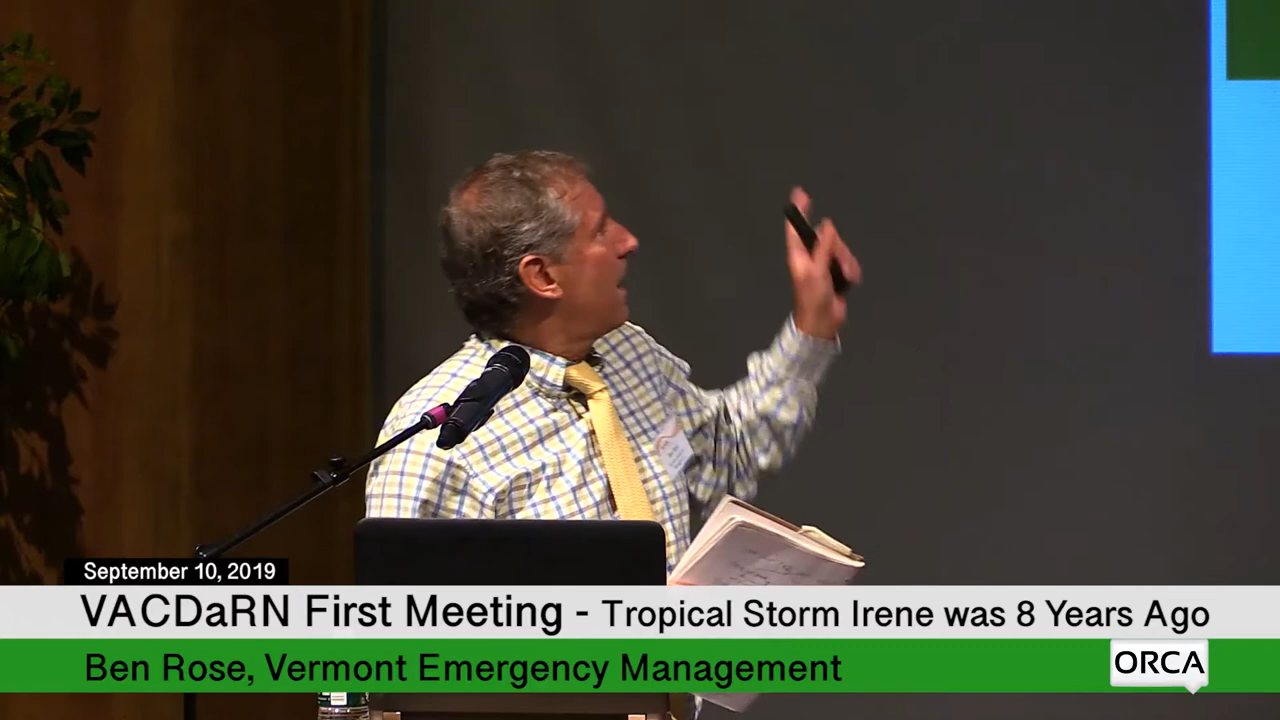 September 10, 2019
VACDaRN First Meeting - Tropical Storm Irene was 8 Years Ago
Ben Rose, Vermont Emergency Management
ORCA